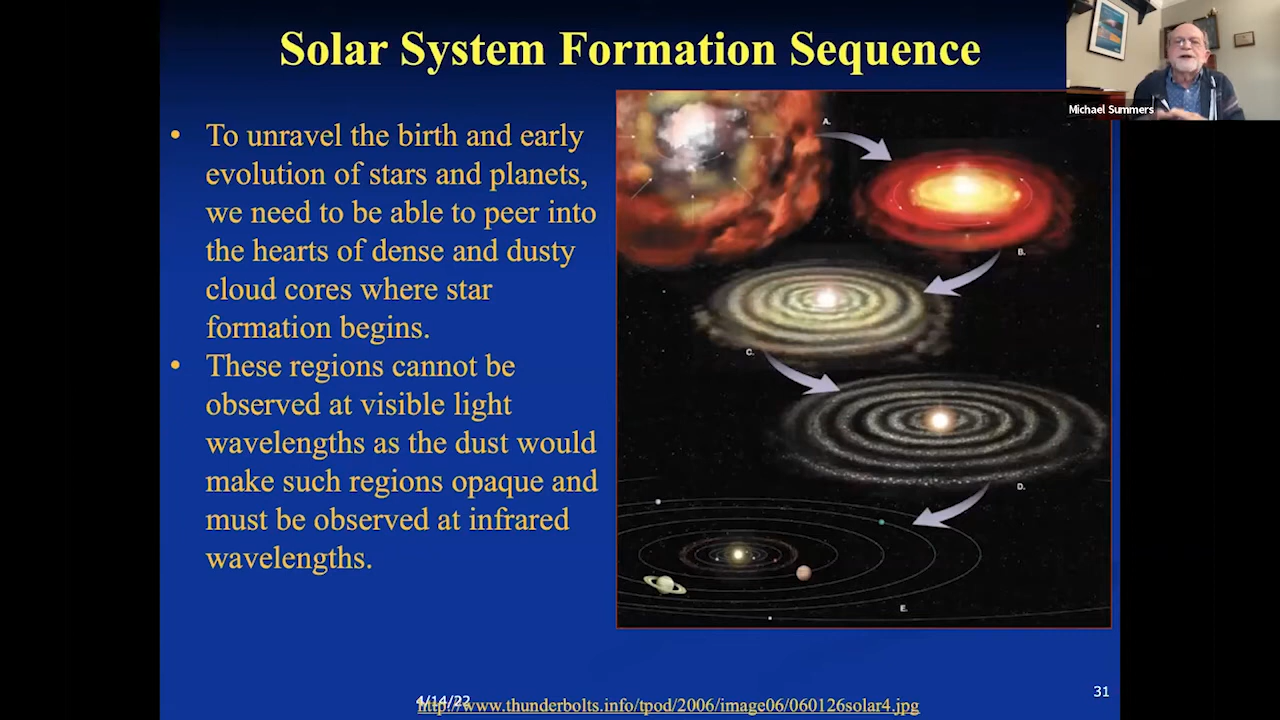 Solar System Formation Sequence
Michael Summers
• To unravel the birth and early
evolution of stars and planets,
we need to be able to peer into
the hearts of dense and dusty
cloud cores where star
formation begins.
• These regions cannot be
observed at visible light
wavelengths as the dust would
make such regions opaque and
must be observed at infrared
wavelengths.
A.
B.
C.
D.
E.
4/14/22
http://www.thunderbolts.info/tpod/2006/image06/060126solar4.jpg
31